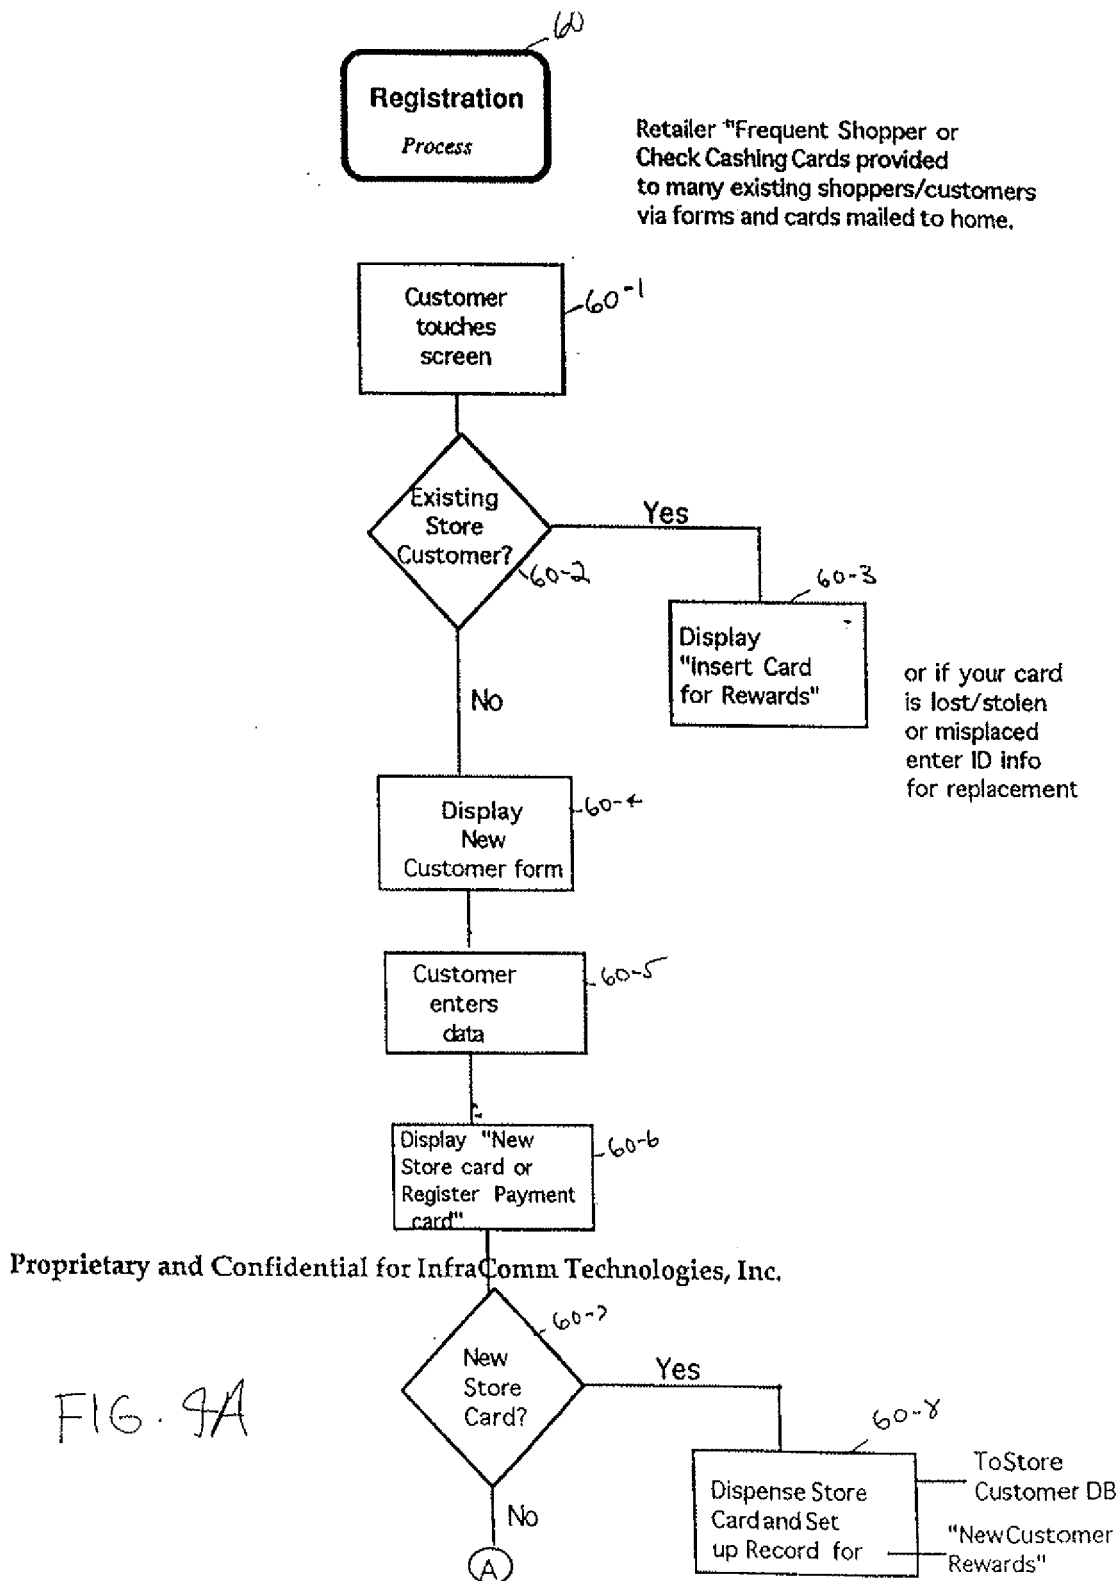 60
Registration
Process
Retailer "Frequent Shopper or
Check Cashing Cards provided
to many existing shoppers/customers
via forms and cards mailed to home.
Customer
touches
screen
60-1
Existing
Store
Customer?
60-2
Yes
60-3
Display
"Insert Card
for Rewards"
or if your card
is lost/stolen
or misplaced
enter ID info
for replacement
No
Display
New
Customer form
60-4
Customer
enters
data
60-5
Display "New
Store card or
Register Payment
card"
60-6
Proprietary and Confidential for InfraComm Technologies, Inc.
60-7
New
Store
Card?
Yes
FIG. 9A
60-8
Dispense Store
Card and Set
up Record for
To Store
Customer DB
"New Customer
Rewards"
No
A